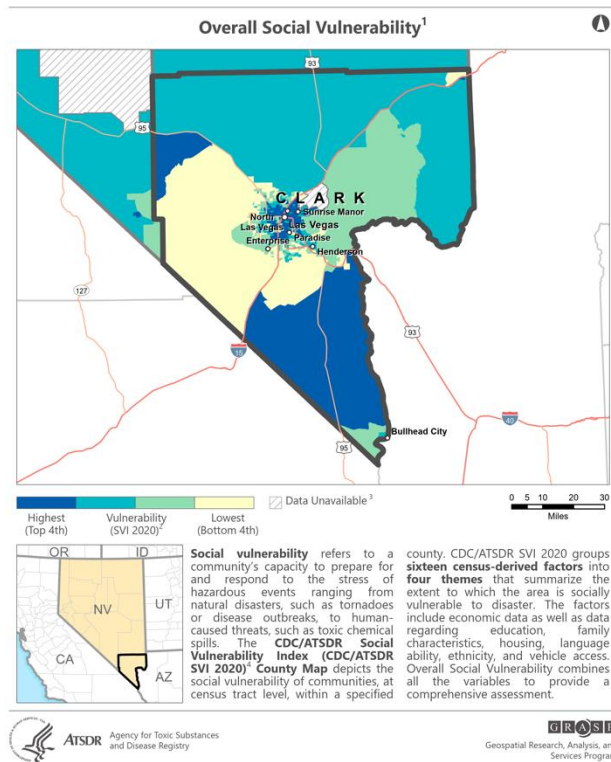 Overall Social Vulnerability¹
93
95
CLARK
North
Las Vegas
Sunrise Manor
Las Vegas
Paradise
Enterprise
Henderson
127
93
15
40
Bullhead City
95
Highest
(Top 4th)
Vulnerability
(SVI 2020)²
Lowest
(Bottom 4th)
Data Unavailable ³
0 5 10 20 30
Miles
OR
ID
NV
UT
CA
AZ
Social vulnerability refers to a
community's capacity to prepare for
and respond to the stress of
hazardous events ranging from
natural disasters, such as tornadoes
or disease outbreaks, to human-
caused threats, such as toxic chemical
spills. The CDC/ATSDR Social
Vulnerability Index (CDC/ATSDR
SVI 2020)⁴ County Map depicts the
social vulnerability of communities, at
census tract level, within a specified
county. CDC/ATSDR SVI 2020 groups
sixteen census-derived factors into
four themes that summarize the
extent to which the area is socially
vulnerable to disaster. The factors
include economic data as well as data
regarding education, family
characteristics, housing, language
ability, ethnicity, and vehicle access.
Overall Social Vulnerability combines
all the variables to provide a
comprehensive assessment.
ATSDR
Agency for Toxic Substances
and Disease Registry
GRASP
Geospatial Research, Analysis, an
Services Progra